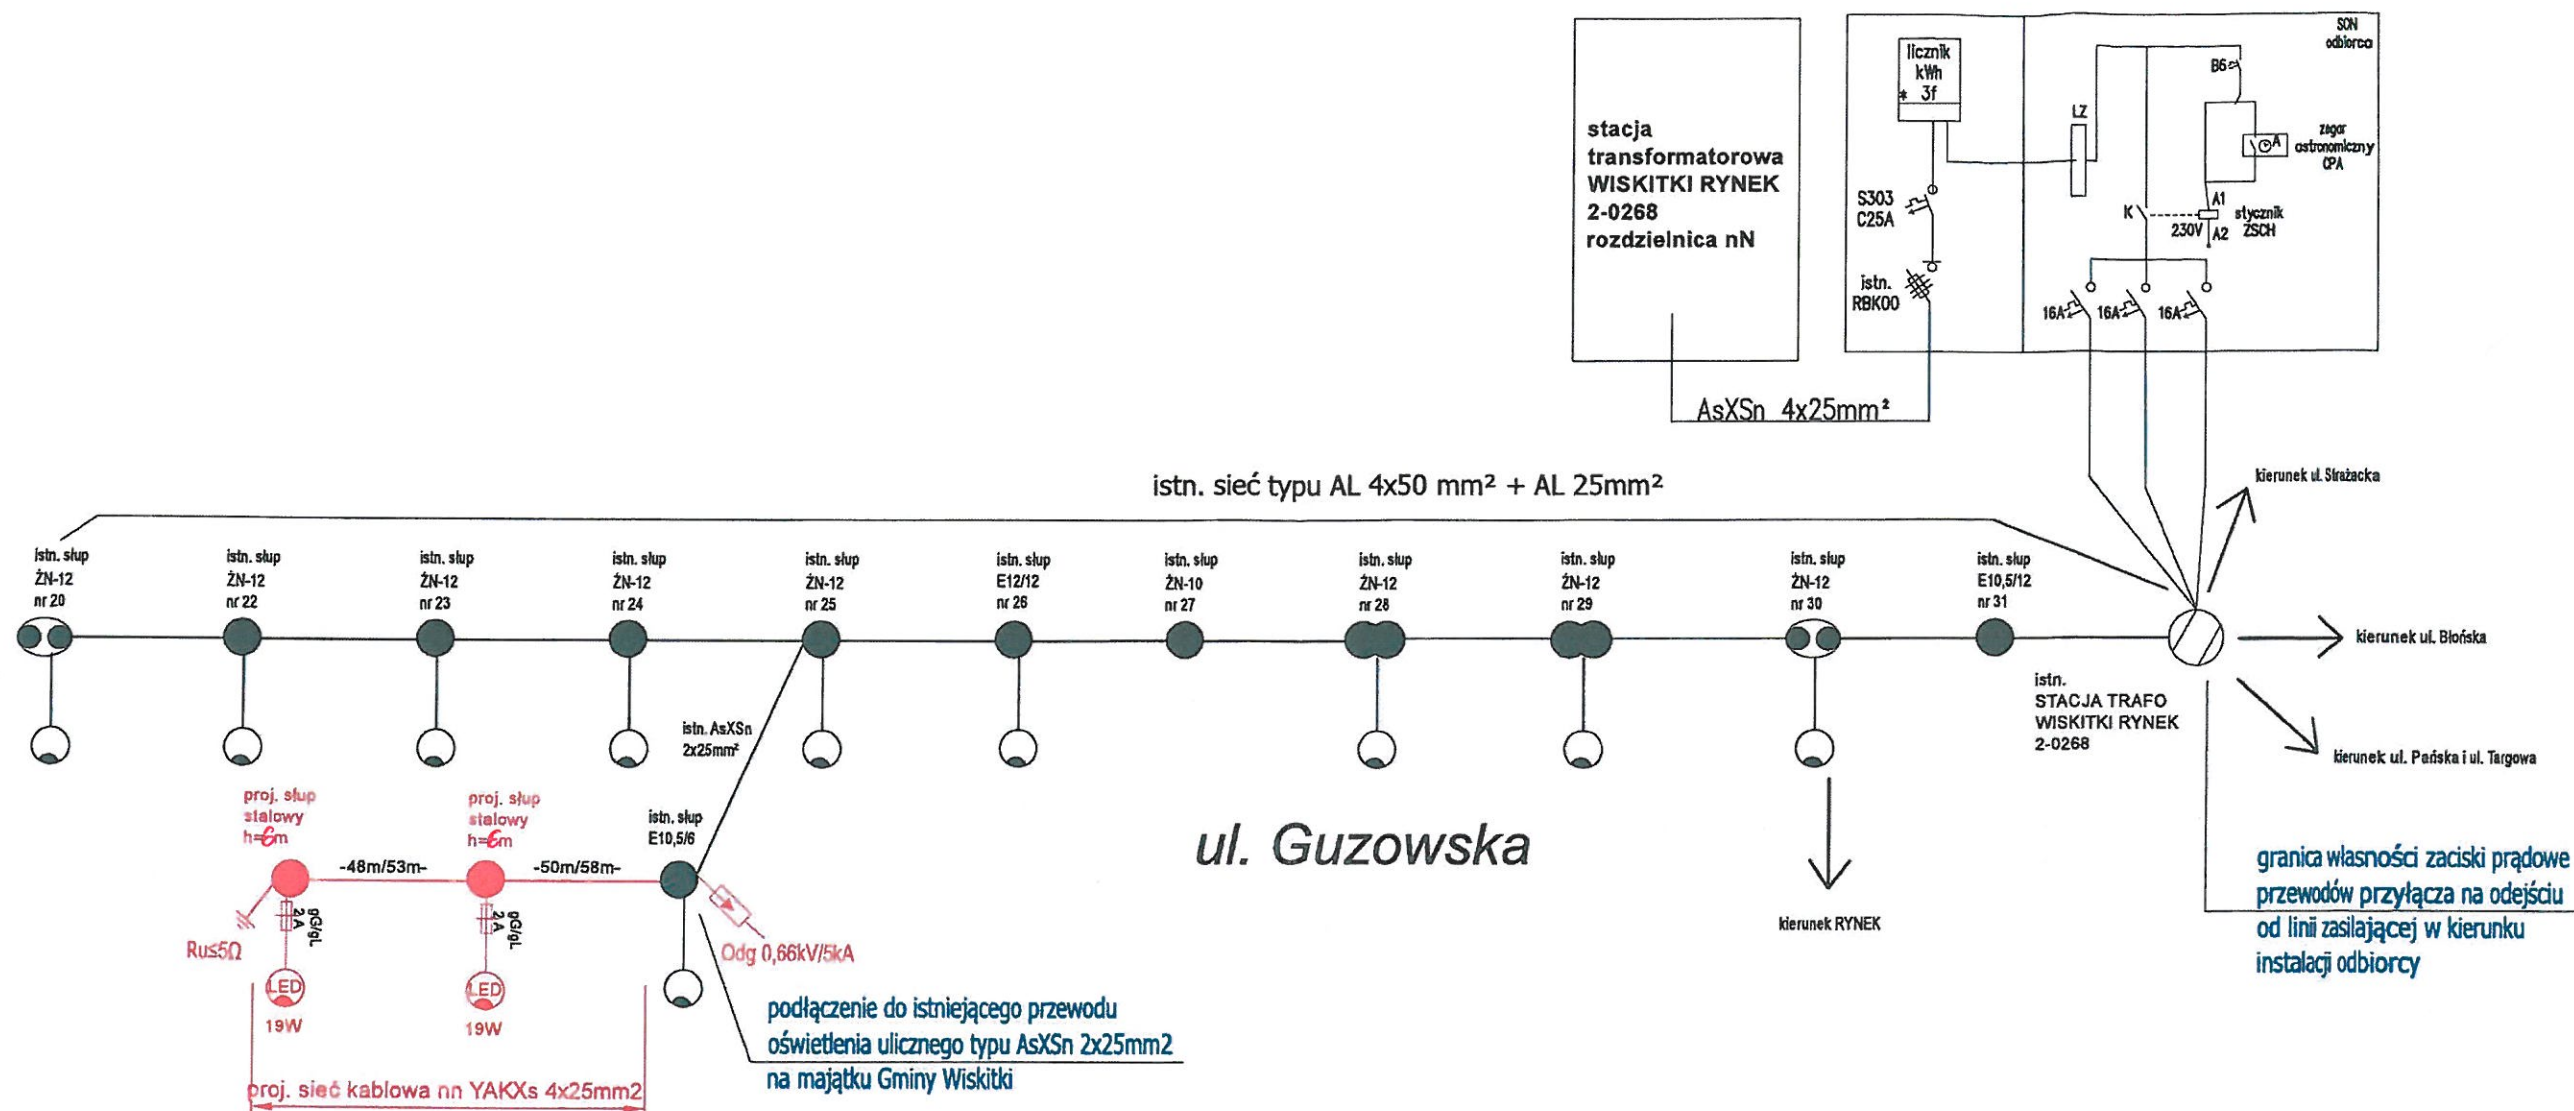 stacja
transformatorowa
WISKITKI RYNEK
2-0268
rozdzielnica nN
licznik
kWh
* 3f
S303
C25A
istn.
RBK00
AsXSn 4x25mm²
SON
odbiorca
B6
LZ
zegar
astronomiczny
CPA
A
A1
K
230V
A2
stycznik
ZSCH
16A
16A
16A
istn. sieć typu AL 4x50 mm² + AL 25mm²
kierunek ul. Strażacka
istn. słup
ŻN-12
nr 20
istn. słup
ŻN-12
nr 22
istn. słup
ŻN-12
nr 23
istn. słup
ŻN-12
nr 24
istn. słup
ŻN-12
nr 25
istn. słup
E12/12
nr 26
istn. słup
ŻN-10
nr 27
istn. słup
ŻN-12
nr 28
istn. słup
ŻN-12
nr 29
istn. słup
ŻN-12
nr 30
istn. słup
E10,5/12
nr 31
kierunek ul. Błońska
istn.
STACJA TRAFO
WISKITKI RYNEK
2-0268
kierunek ul. Pańska i ul. Targowa
istn. AsXSn
2x25mm²
proj. słup
stalowy
h=6m
proj. słup
stalowy
h=6m
istn. słup
E10,5/6
-48m/53m-
-50m/58m-
ul. Guzowska
kierunek RYNEK
granica własności zaciski prądowe
przewodów przyłącza na odejściu
od linii zasilającej w kierunku
instalacji odbiorcy
gG/gL
2A
gG/gL
2A
Ru≤5Ω
Odg 0,66kV/5kA
LED
LED
19W
19W
podłączenie do istniejącego przewodu
oświetlenia ulicznego typu AsXSn 2x25mm2
na majątku Gminy Wiskitki
proj. sieć kablowa nn YAKXs 4x25mm2